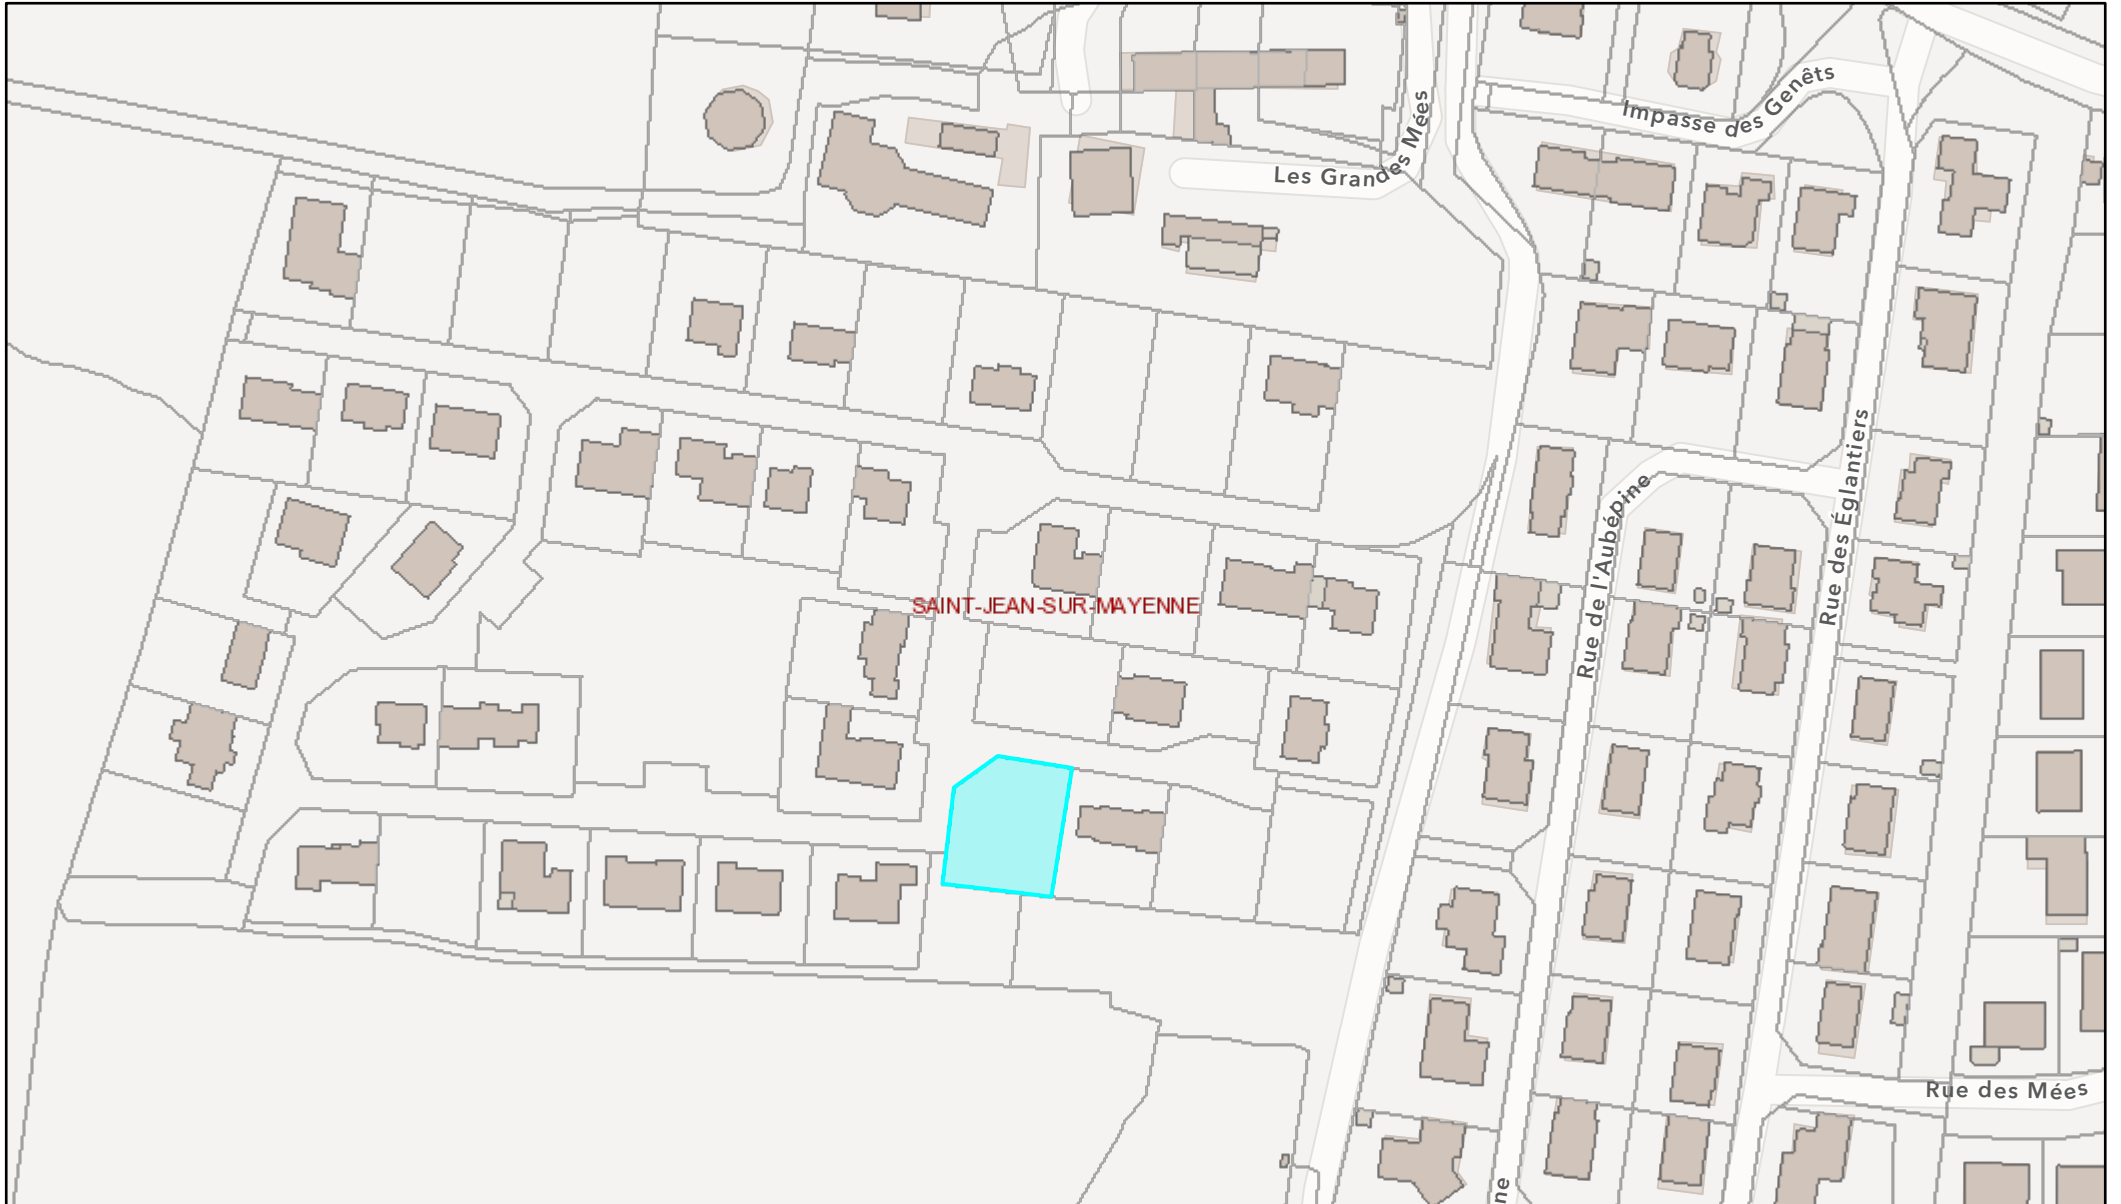 Impasse des Genêts
Les Grandes Mées
Rue des Églantiers
Rue de l'Aubépine
SAINT-JEAN-SUR-MAYENNE
Rue des Mées
ne